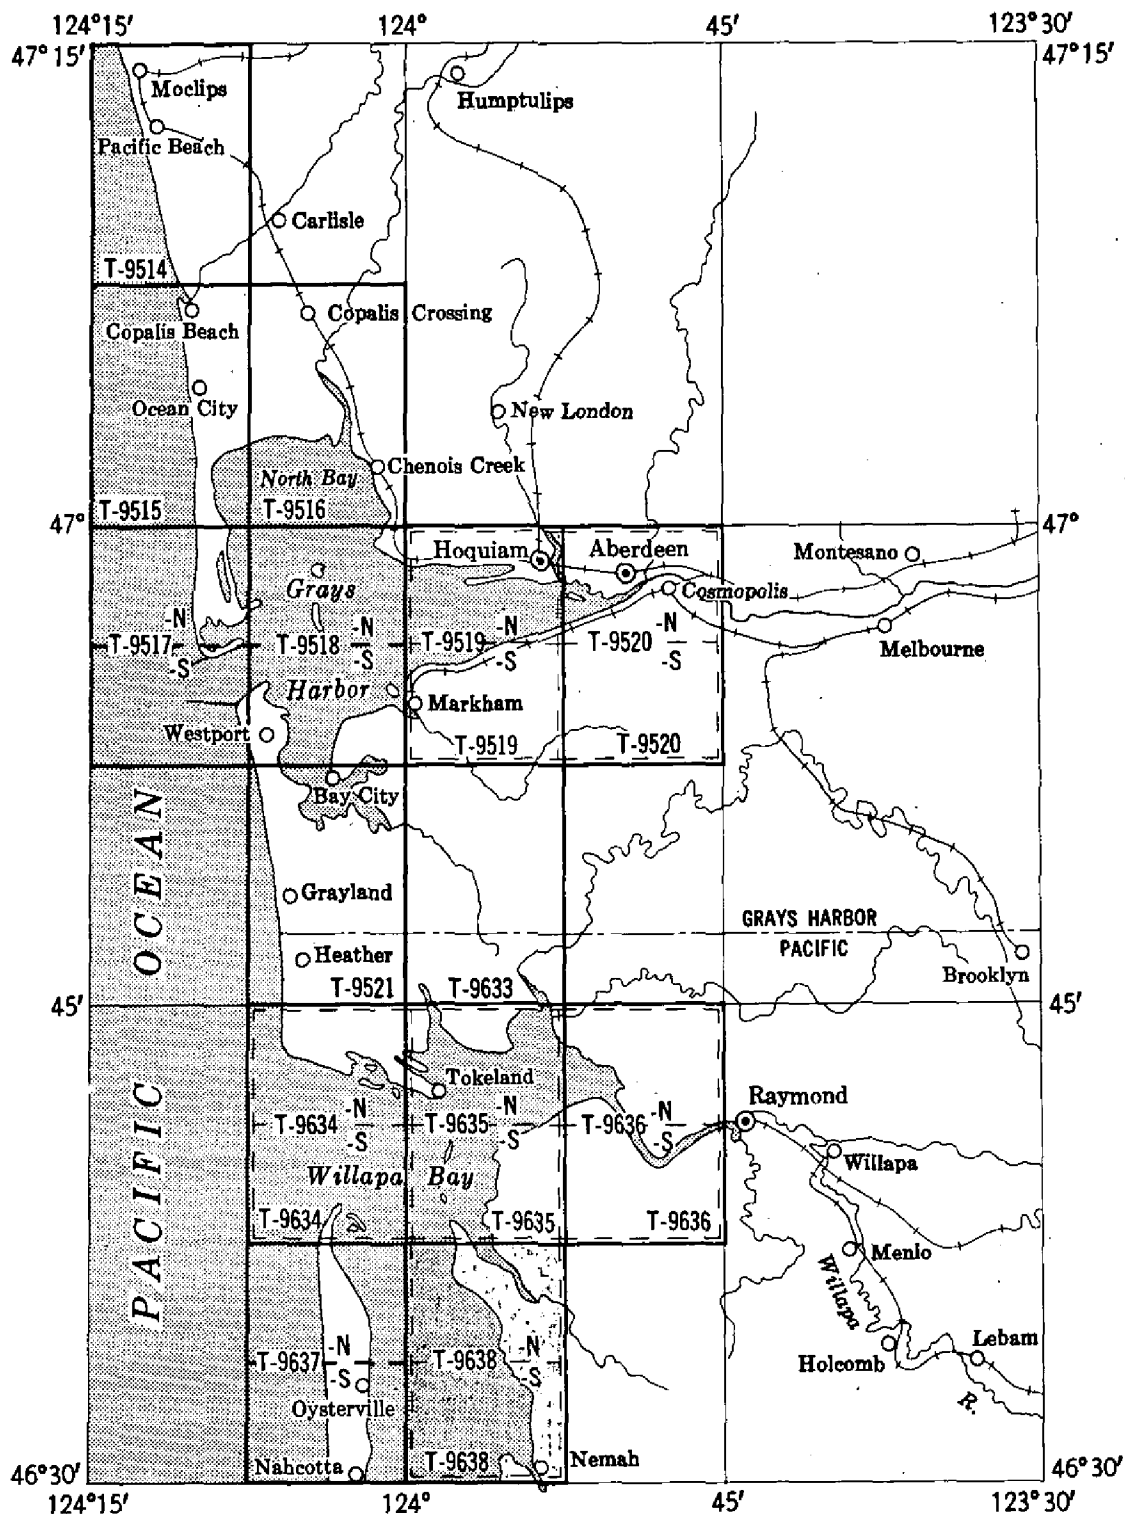 124°15′ 124° 45′ 123°30′
47°15′ 47°15′
Moclips
Humptulips
Pacific Beach
Carlisle
T-9514
Copalis Beach
Copalis Crossing
Ocean City
New London
North Bay
Chenois Creek
T-9515
T-9516
47° 47°
Hoquiam
Aberdeen
Montesano
Grays
Cosmopolis
T-9517 -N -S
T-9518 -N -S
T-9519 -N -S
T-9520 -N -S
Melbourne
Harbor
Markham
Westport
T-9519
T-9520
Bay City
Grayland
GRAYS HARBOR
PACIFIC
Heather
Brooklyn
T-9521
T-9633
45′ 45′
PACIFIC OCEAN
Tokeland
Raymond
T-9634 -N -S
T-9635 -N -S
T-9636 -N -S
Willapa
Willapa Bay
T-9634
T-9635
T-9636
Menlo
Willapa R.
T-9637 -N -S
T-9638 -N -S
Holcomb
Lebam
Oysterville
Nahcotta
T-9638
Nemah
46°30′ 46°30′
124°15′ 124° 45′ 123°30′